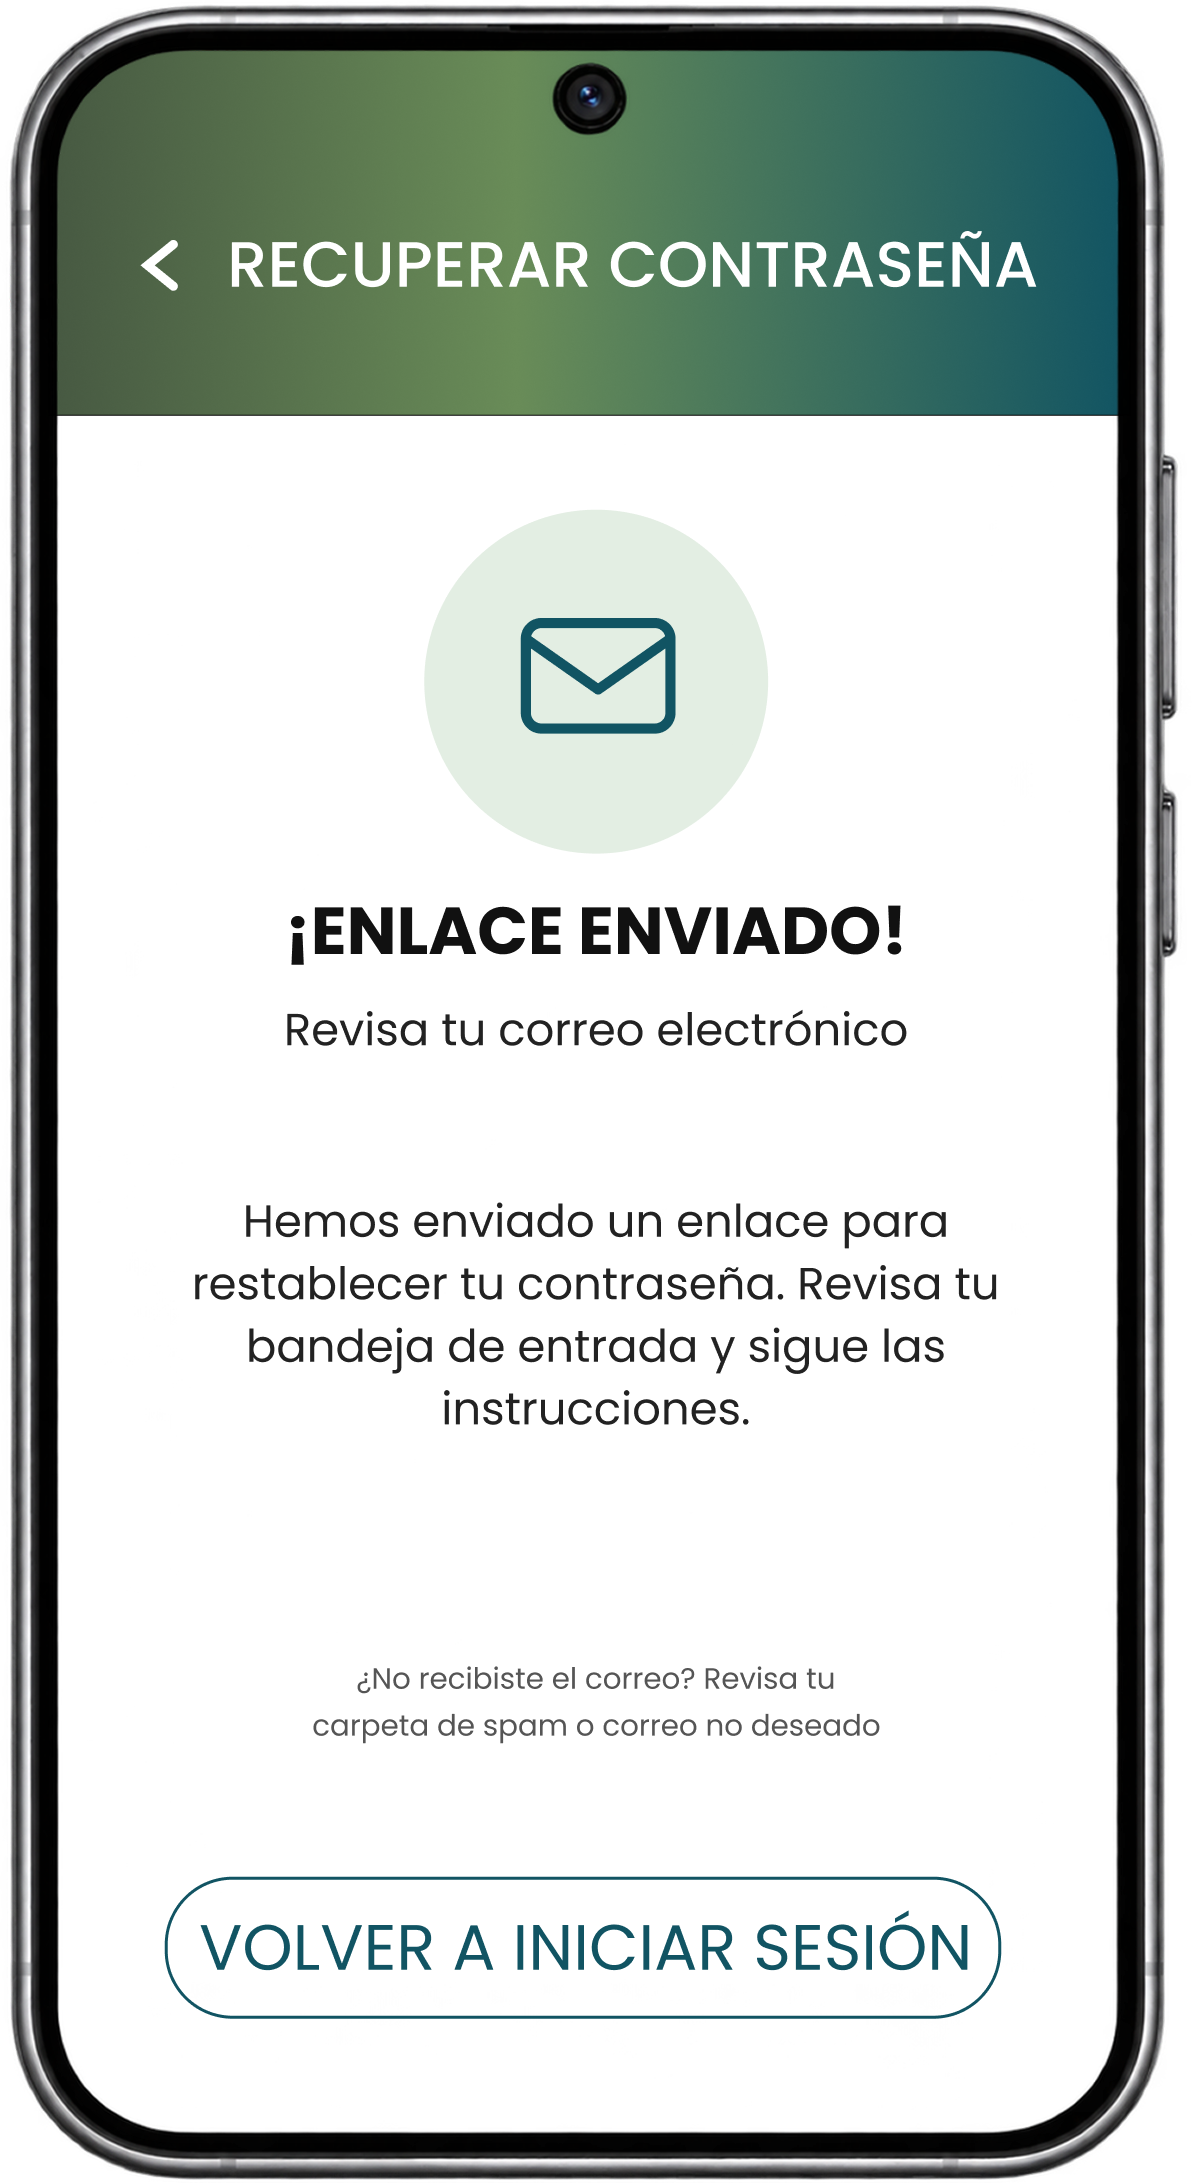 RECUPERAR CONTRASEÑA
¡ENLACE ENVIADO!
Revisa tu correo electrónico
Hemos enviado un enlace para
restablecer tu contraseña. Revisa tu
bandeja de entrada y sigue las
instrucciones.
¿No recibiste el correo? Revisa tu
carpeta de spam o correo no deseado
VOLVER A INICIAR SESIÓN